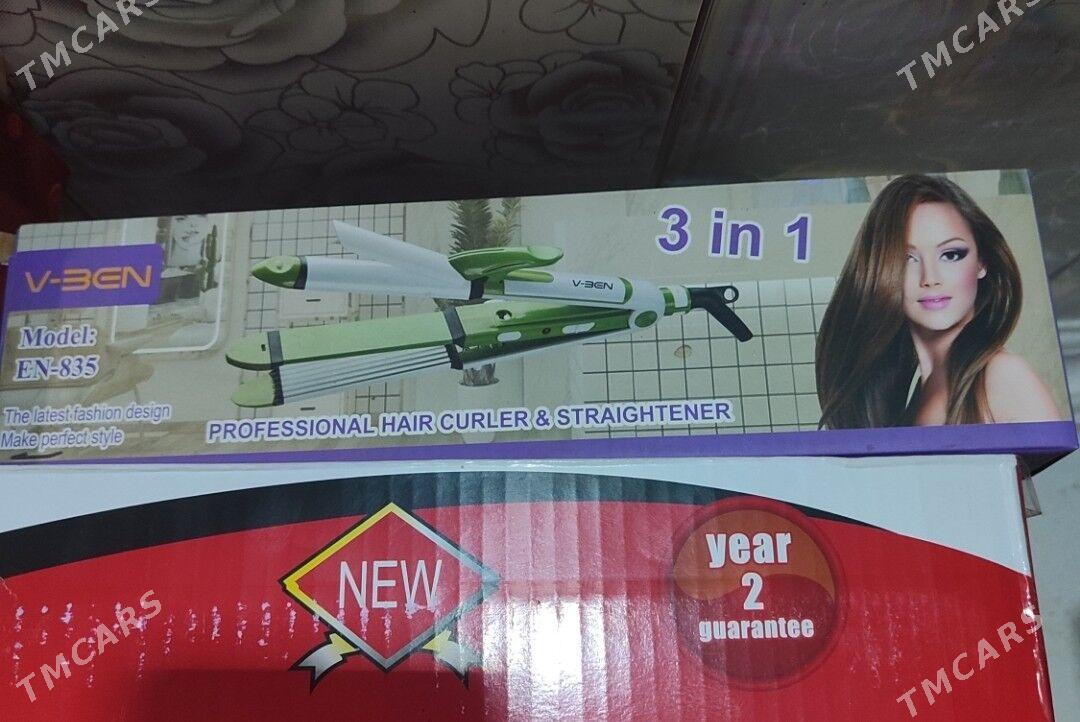 TMCARS
TMCARS
3 in 1
V-BEN
V-BEN
Model:
EN-835
The latest fashion design
Make perfect style
PROFESSIONAL HAIR CURLER & STRAIGHTENER
NEW
year
2
guarantee
TMCARS
TMCARS